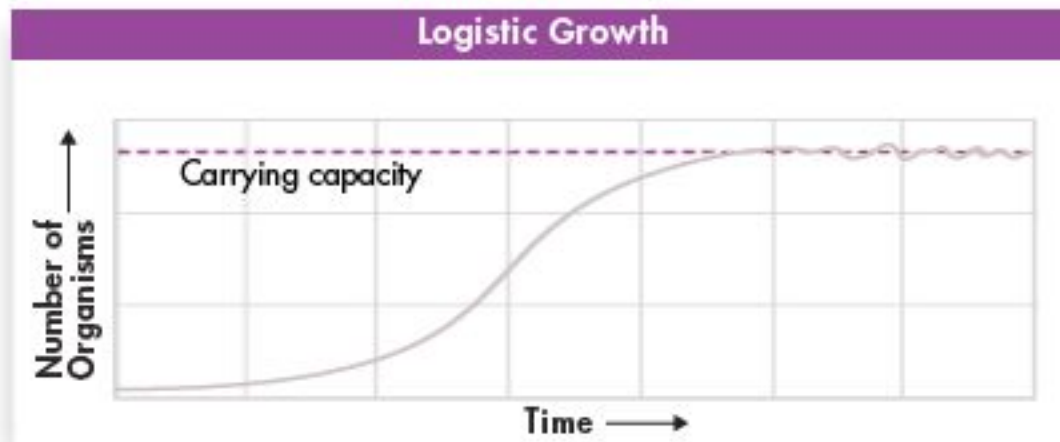 Logistic Growth
Carrying capacity
Number of
Organisms
Time